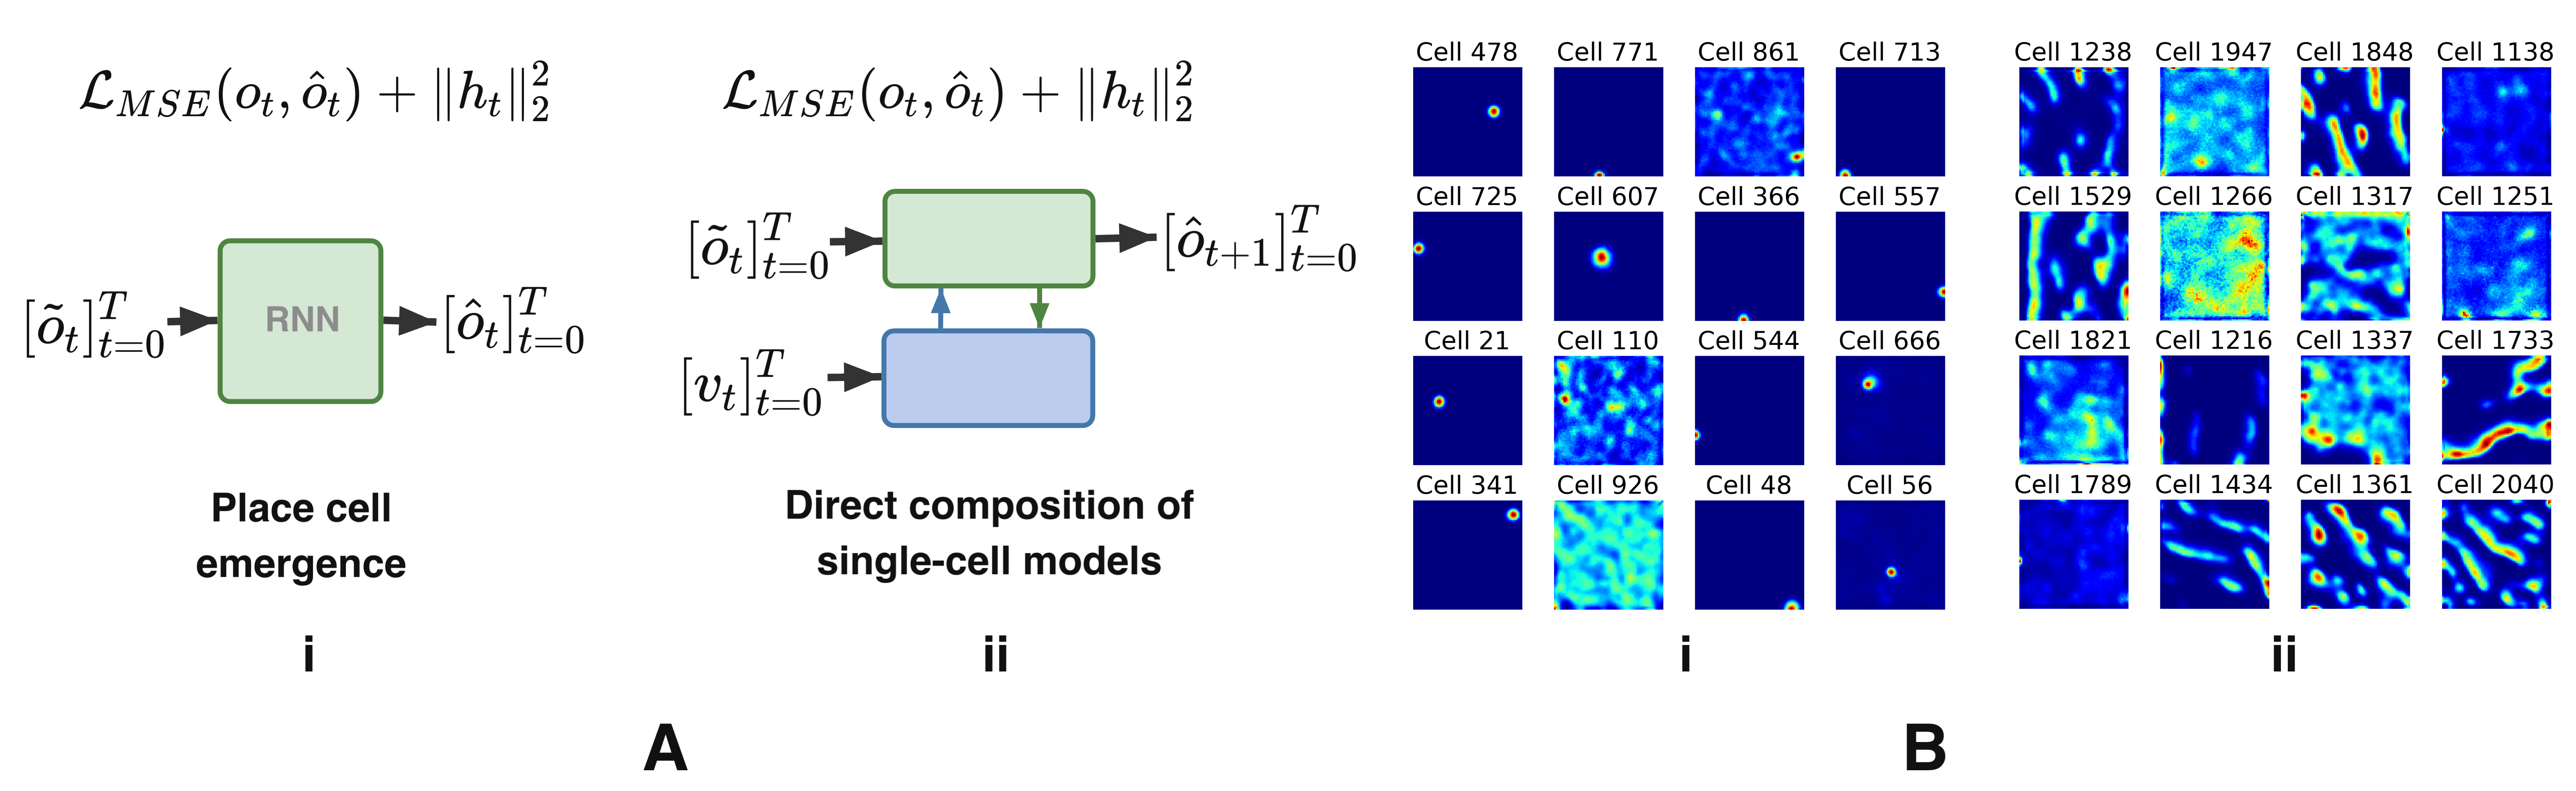 ℒ_MSE(o_t, ô_t) + ‖h_t‖₂²
[õ_t]_{t=0}^T
RNN
[ô_t]_{t=0}^T
Place cell
emergence
i
ℒ_MSE(o_t, ô_t) + ‖h_t‖₂²
[õ_t]_{t=0}^T
[ô_{t+1}]_{t=0}^T
[v_t]_{t=0}^T
Direct composition of
single-cell models
ii
A
Cell 478 Cell 771 Cell 861 Cell 713
Cell 725 Cell 607 Cell 366 Cell 557
Cell 21 Cell 110 Cell 544 Cell 666
Cell 341 Cell 926 Cell 48 Cell 56
i
Cell 1238 Cell 1947 Cell 1848 Cell 1138
Cell 1529 Cell 1266 Cell 1317 Cell 1251
Cell 1821 Cell 1216 Cell 1337 Cell 1733
Cell 1789 Cell 1434 Cell 1361 Cell 2040
ii
B